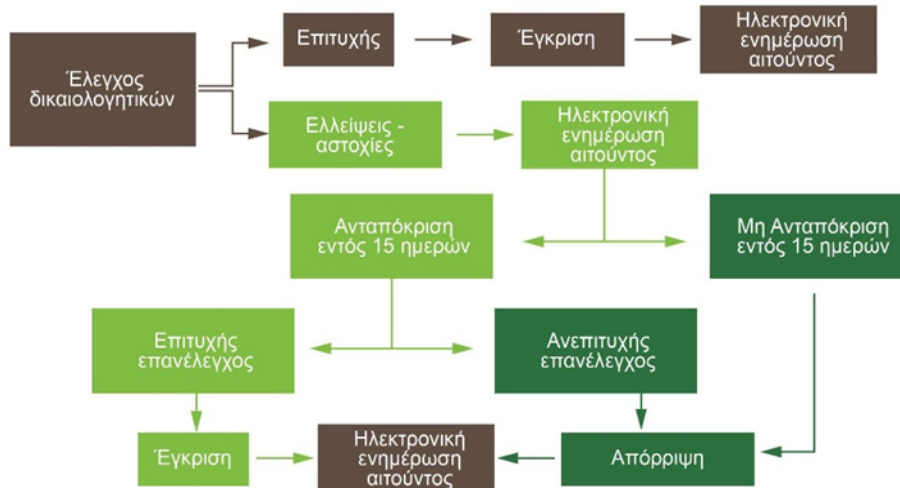 Έλεγχος
δικαιολογητικών
Επιτυχής
Έγκριση
Ηλεκτρονική
ενημέρωση
αιτούντος
Ελλείψεις -
αστοχίες
Ηλεκτρονική
ενημέρωση
αιτούντος
Ανταπόκριση
εντός 15 ημερών
Μη Ανταπόκριση
εντός 15 ημερών
Επιτυχής
επανέλεγχος
Ανεπιτυχής
επανέλεγχος
Έγκριση
Ηλεκτρονική
ενημέρωση
αιτούντος
Απόρριψη